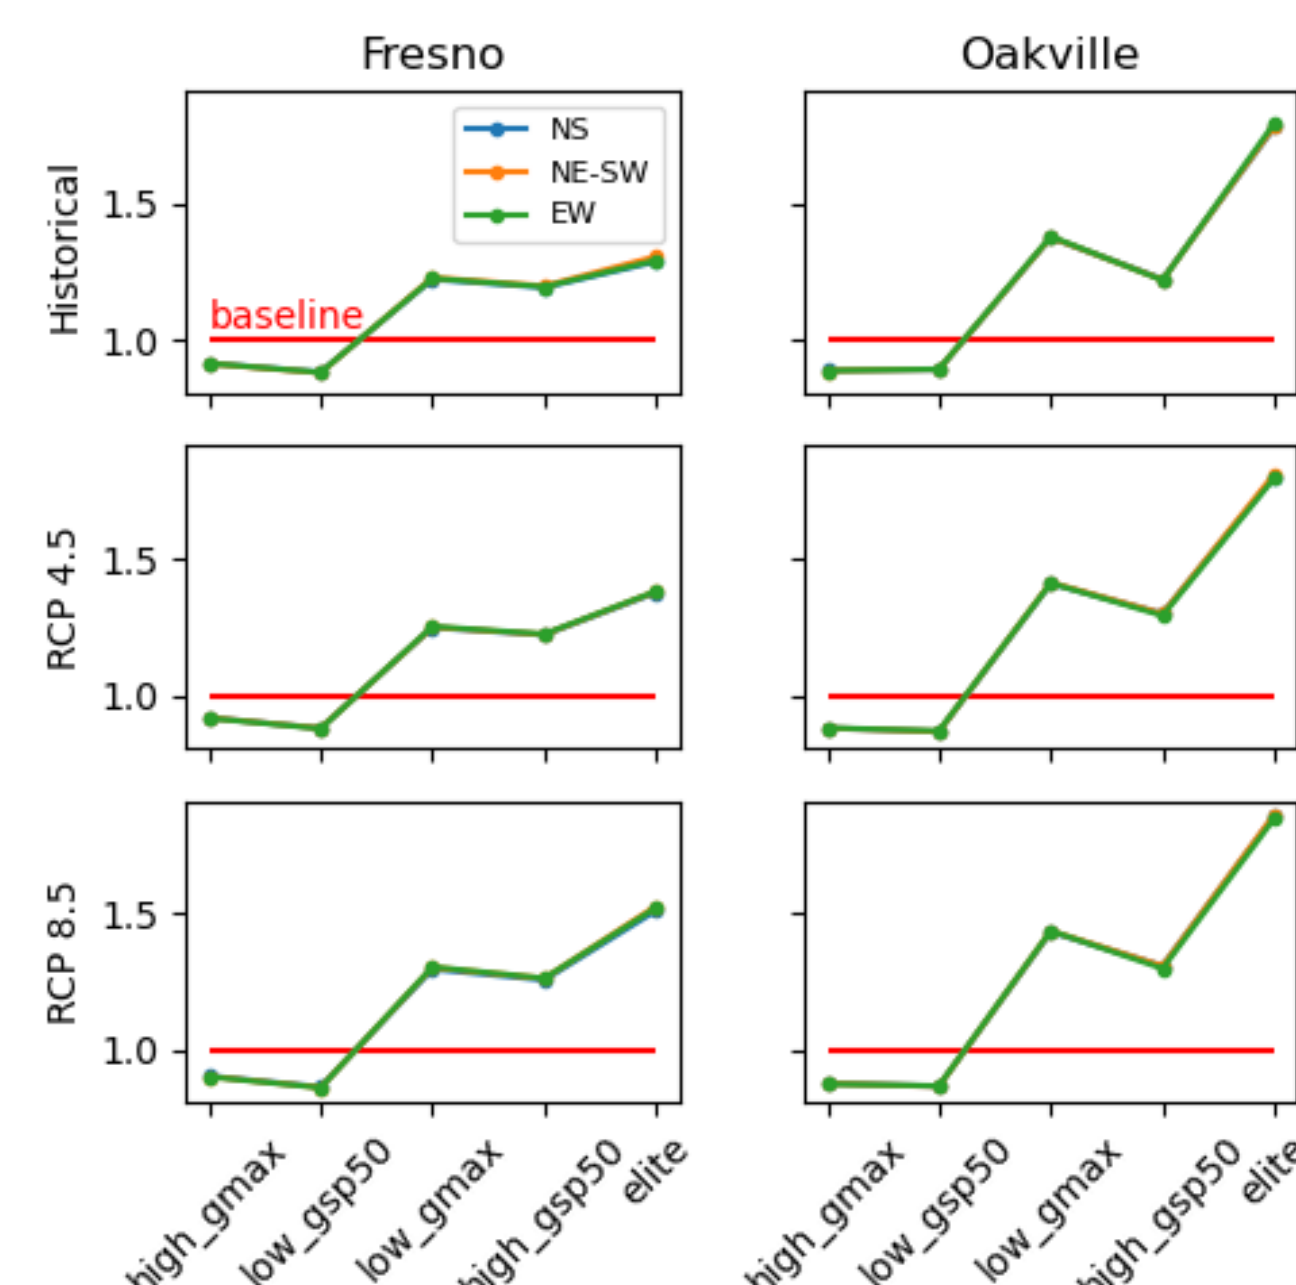 Fresno
Oakville
Historical
1.5
1.0
NS
NE-SW
EW
baseline
RCP 4.5
1.5
1.0
RCP 8.5
1.5
1.0
high_gmax
low_gsp50
low_gmax
high_gsp50
elite
high_gmax
low_gsp50
low_gmax
high_gsp50
elite